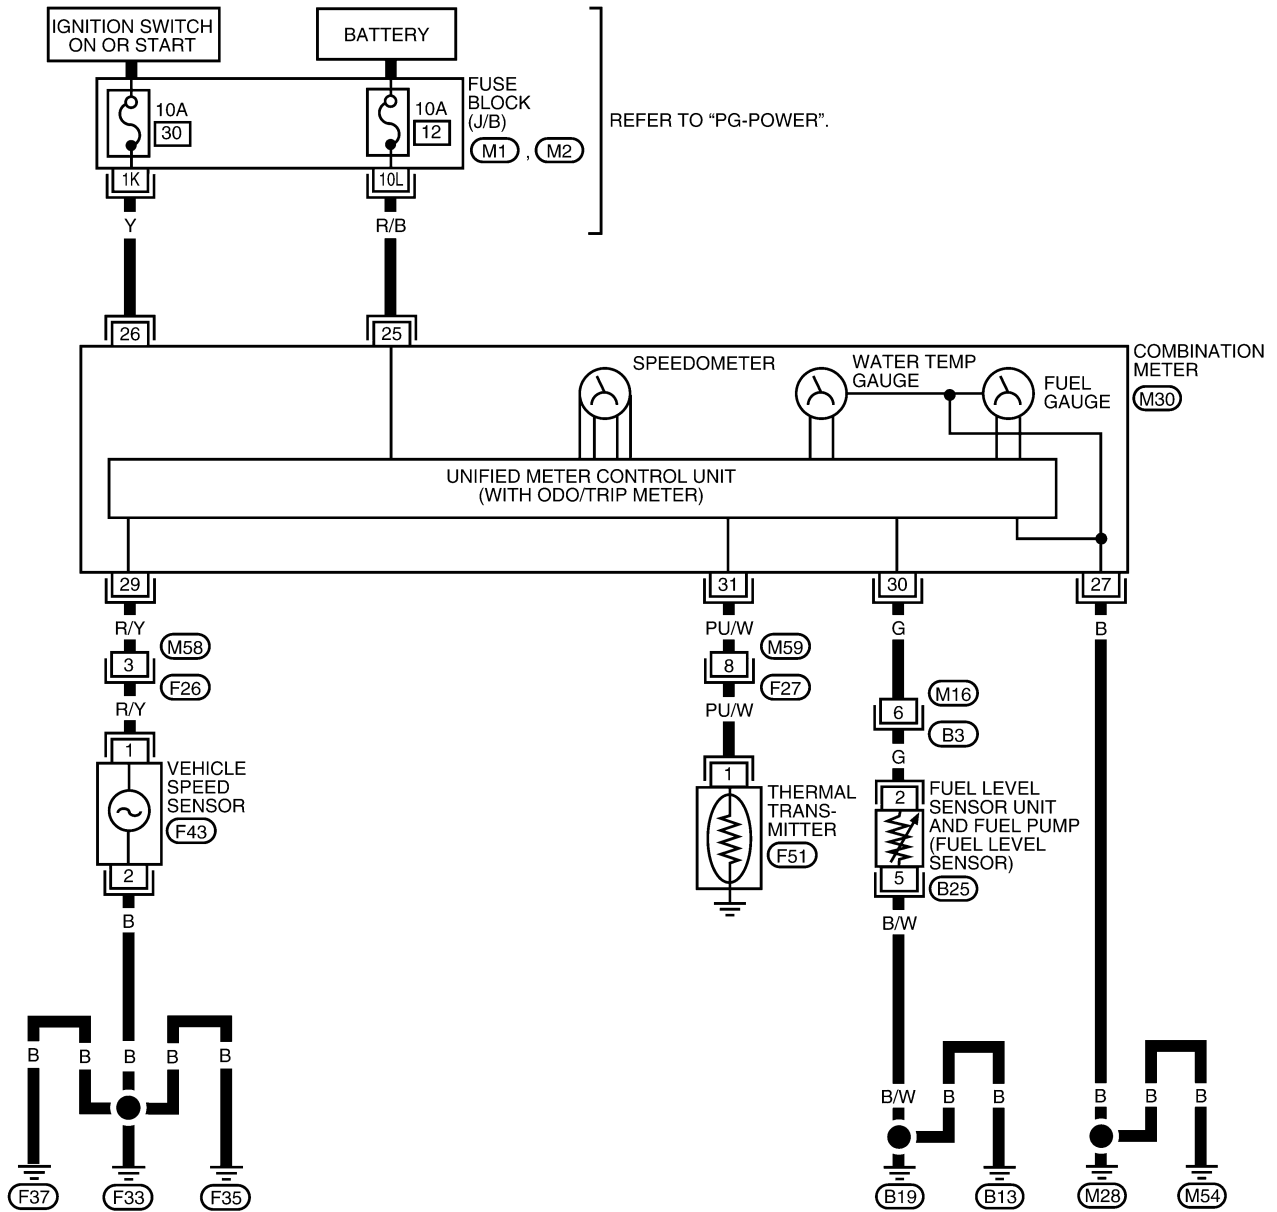 IGNITION SWITCH
ON OR START
BATTERY
10A
30
10A
12
FUSE
BLOCK
(J/B)
M1 , M2
REFER TO “PG-POWER”.
1K
10L
Y
R/B
26
25
SPEEDOMETER
WATER TEMP
GAUGE
FUEL
GAUGE
COMBINATION
METER
M30
UNIFIED METER CONTROL UNIT
(WITH ODO/TRIP METER)
29
31
30
27
R/Y
PU/W
G
B
M58
3
F26
R/Y
M59
8
F27
PU/W
M16
6
B3
G
1
VEHICLE
SPEED
SENSOR
F43
2
B
1
THERMAL
TRANS-
MITTER
F51
2
FUEL LEVEL
SENSOR UNIT
AND FUEL PUMP
(FUEL LEVEL
SENSOR)
5
B25
B/W
B
B
B
B
B
B/W
B
B
B
B
B
F37
F33
F35
B19
B13
M28
M54